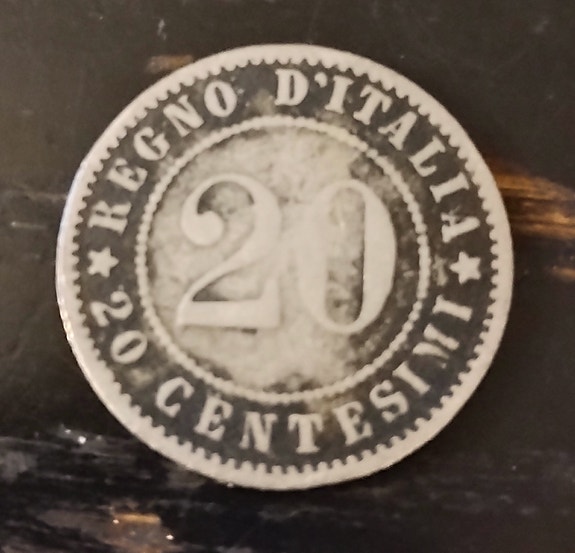 REGNO D'ITALIA
20
★ 20 CENTESIMI ★